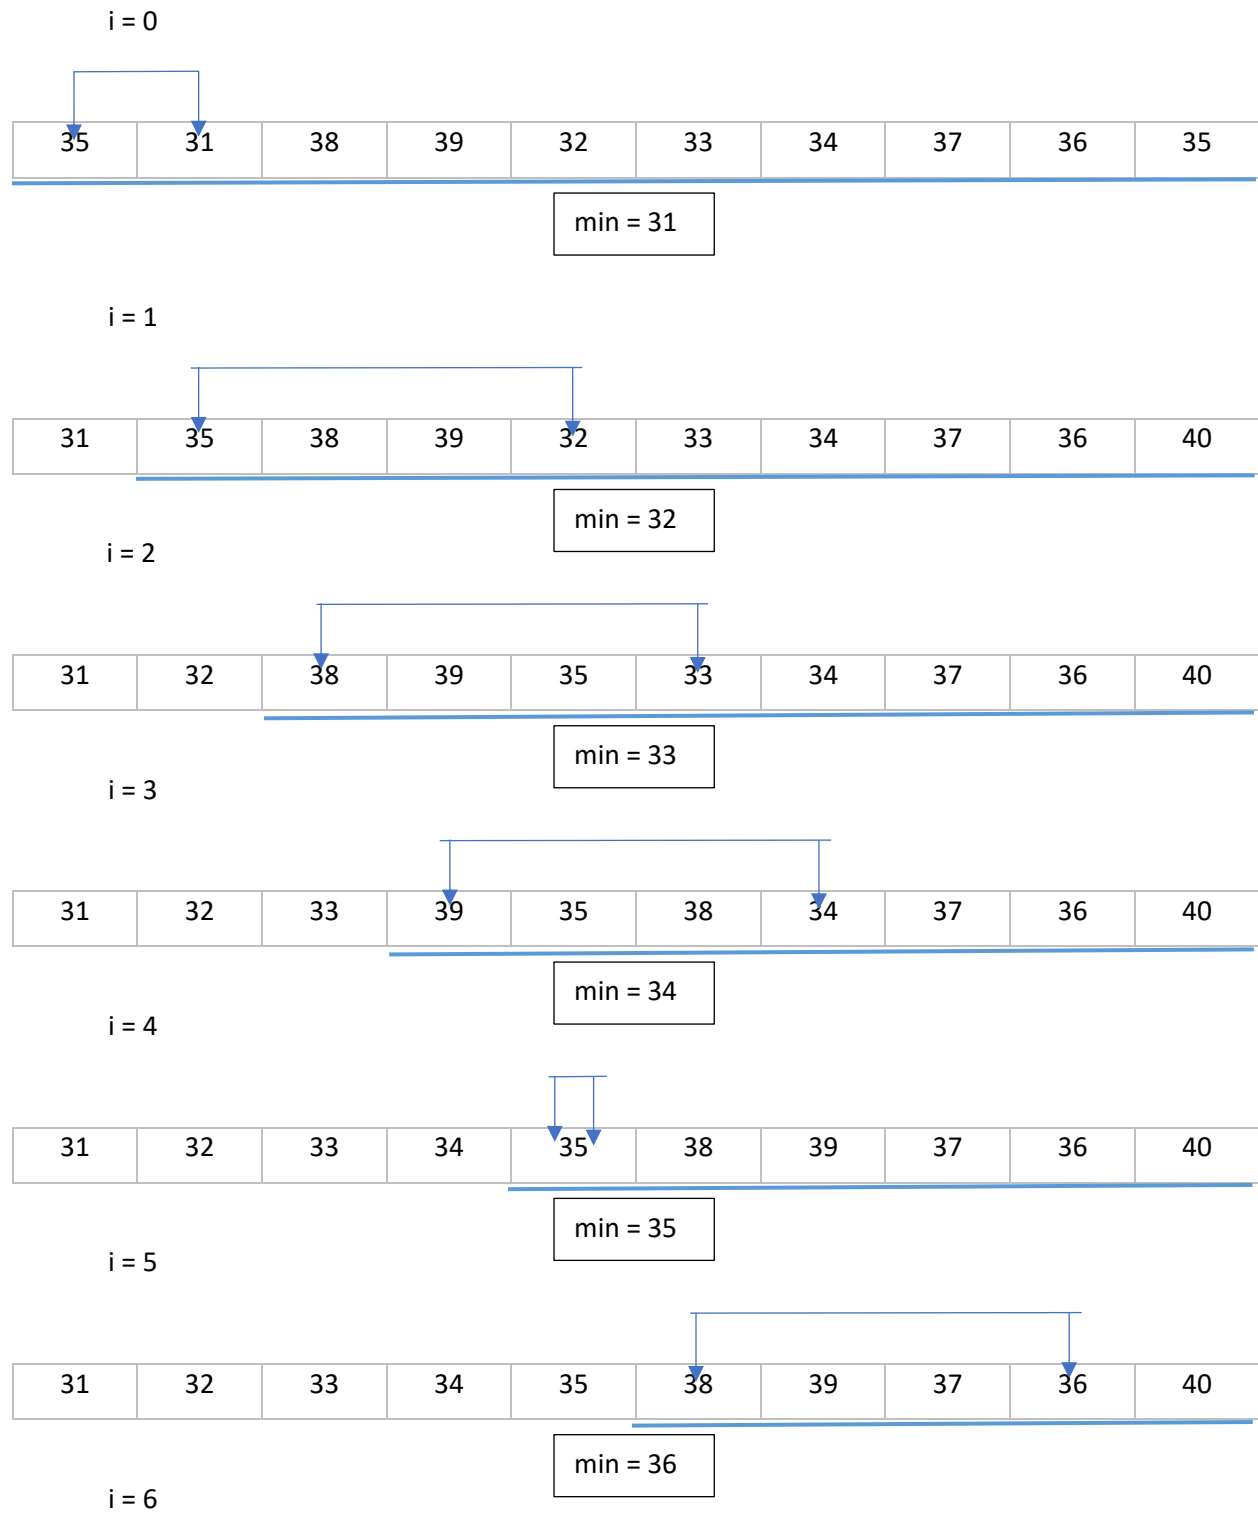 i = 0
35 31 38 39 32 33 34 37 36 35
min = 31
i = 1
31 35 38 39 32 33 34 37 36 40
min = 32
i = 2
31 32 38 39 35 33 34 37 36 40
min = 33
i = 3
31 32 33 39 35 38 34 37 36 40
min = 34
i = 4
31 32 33 34 35 38 39 37 36 40
min = 35
i = 5
31 32 33 34 35 38 39 37 36 40
min = 36
i = 6